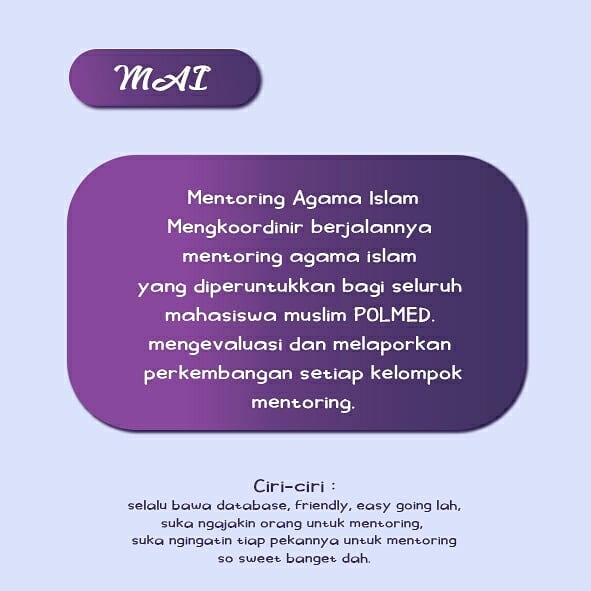 MAI
Mentoring Agama Islam
Mengkoordinir berjalannya
mentoring agama islam
yang diperuntukkan bagi seluruh
mahasiswa muslim POLMED.
mengevaluasi dan melaporkan
perkembangan setiap kelompok
mentoring.
Ciri-ciri :
selalu bawa database, friendly, easy going lah,
suka ngajakin orang untuk mentoring,
suka ngingatin tiap pekannya untuk mentoring
so sweet banget dah.